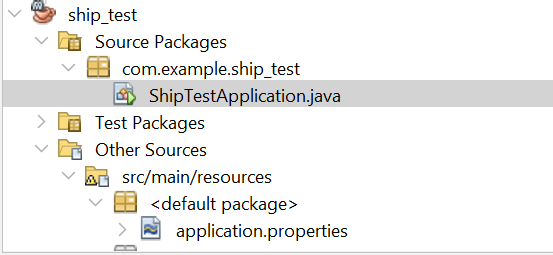 ship_test
Source Packages
com.example.ship_test
ShipTestApplication.java
Test Packages
Other Sources
src/main/resources
<default package>
application.properties